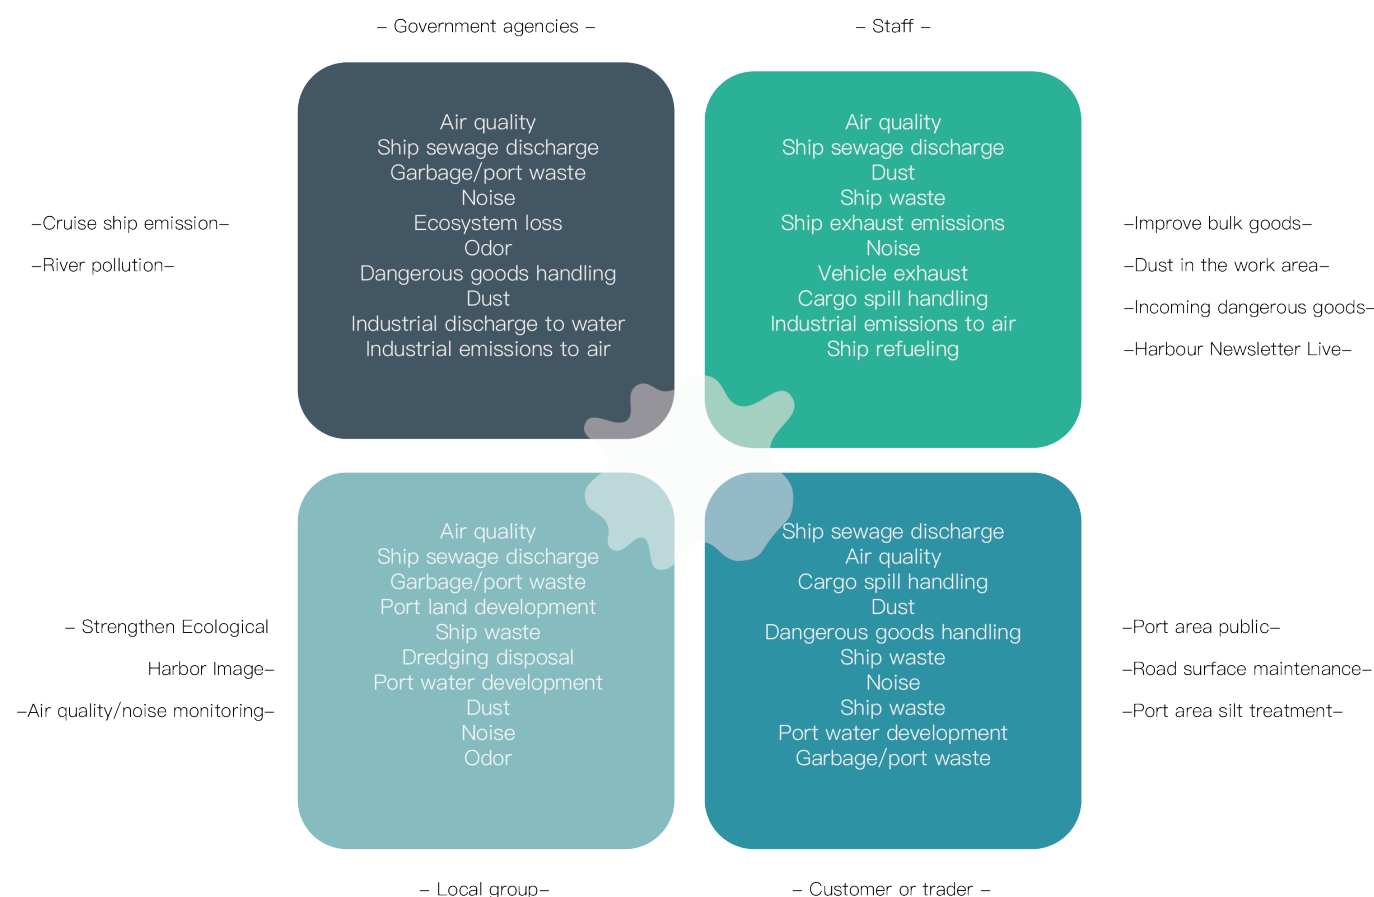 – Government agencies –
Air quality
Ship sewage discharge
Garbage/port waste
Noise
Ecosystem loss
Odor
Dangerous goods handling
Dust
Industrial discharge to water
Industrial emissions to air
–Cruise ship emission–
–River pollution–
– Staff –
Air quality
Ship sewage discharge
Dust
Ship waste
Ship exhaust emissions
Noise
Vehicle exhaust
Cargo spill handling
Industrial emissions to air
Ship refueling
–Improve bulk goods–
–Dust in the work area–
–Incoming dangerous goods–
–Harbour Newsletter Live–
Air quality
Ship sewage discharge
Garbage/port waste
Port land development
Ship waste
Dredging disposal
Port water development
Dust
Noise
Odor
– Strengthen Ecological
Harbor Image–
–Air quality/noise monitoring–
– Local group–
Ship sewage discharge
Air quality
Cargo spill handling
Dust
Dangerous goods handling
Ship waste
Noise
Ship waste
Port water development
Garbage/port waste
–Port area public–
–Road surface maintenance–
–Port area silt treatment–
– Customer or trader –